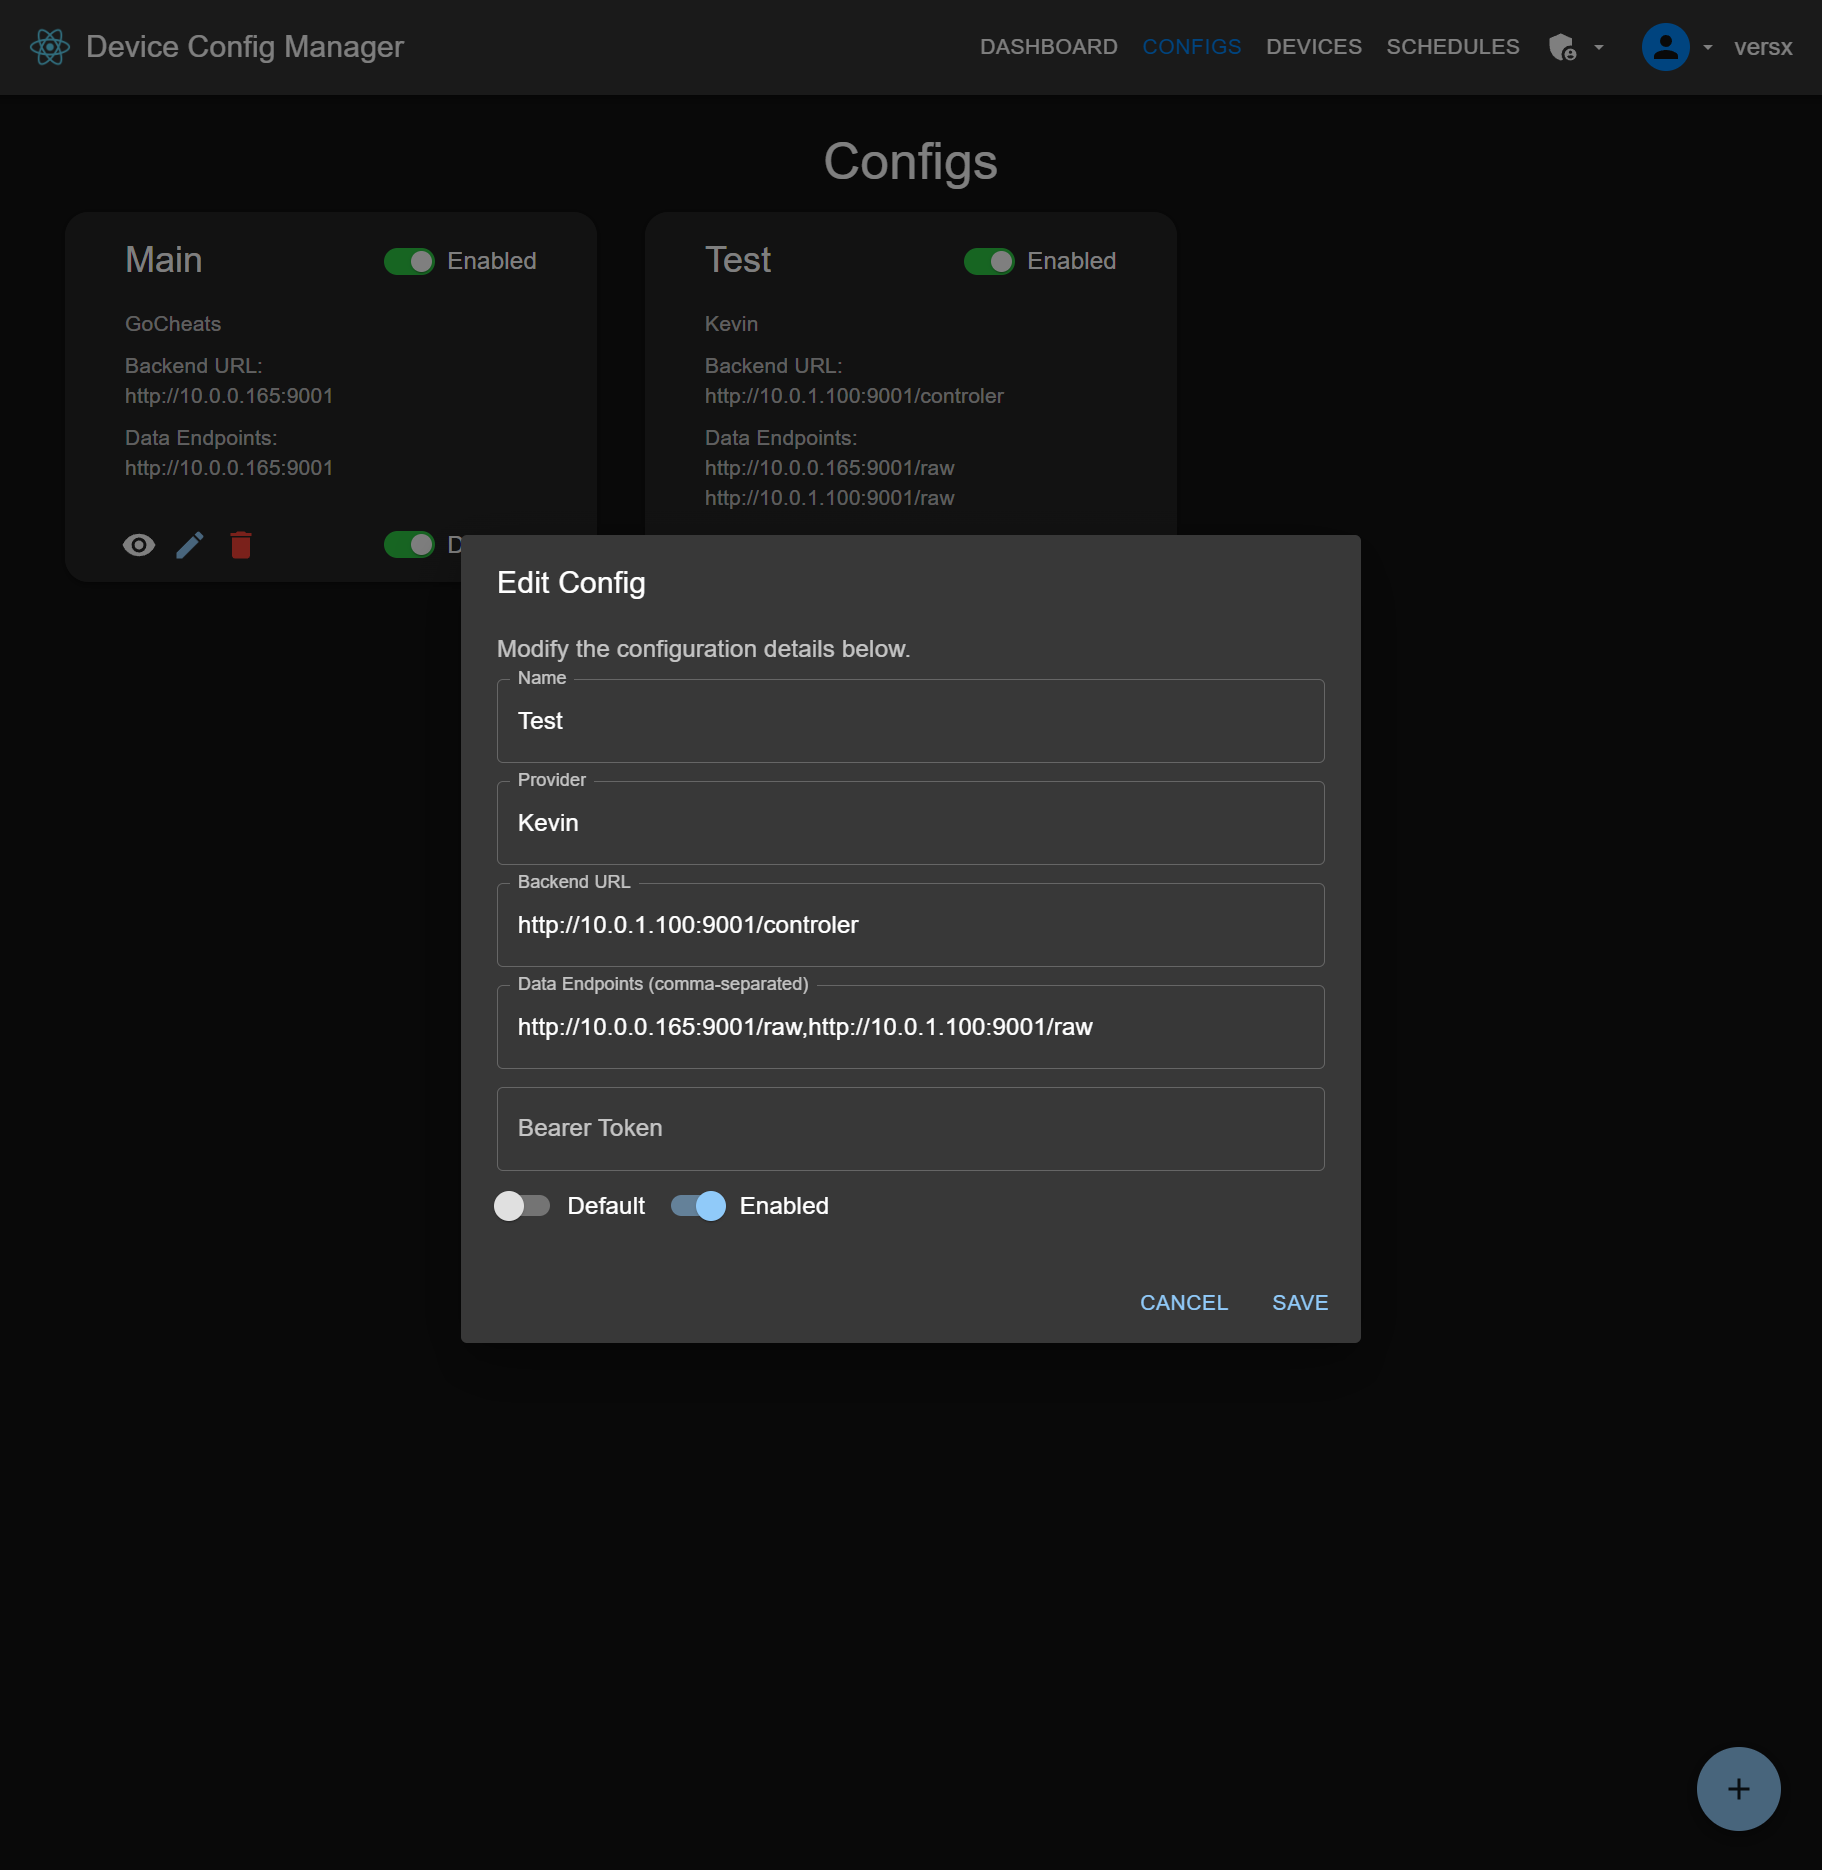 Device Config Manager
DASHBOARD CONFIGS DEVICES SCHEDULES versx
Configs
Main Enabled
GoCheats
Backend URL:
http://10.0.0.165:9001
Data Endpoints:
http://10.0.0.165:9001
Test Enabled
Kevin
Backend URL:
http://10.0.1.100:9001/controler
Data Endpoints:
http://10.0.0.165:9001/raw
http://10.0.1.100:9001/raw
Edit Config
Modify the configuration details below.
Name
Test
Provider
Kevin
Backend URL
http://10.0.1.100:9001/controler
Data Endpoints (comma-separated)
http://10.0.0.165:9001/raw,http://10.0.1.100:9001/raw
Bearer Token
Default Enabled
CANCEL SAVE